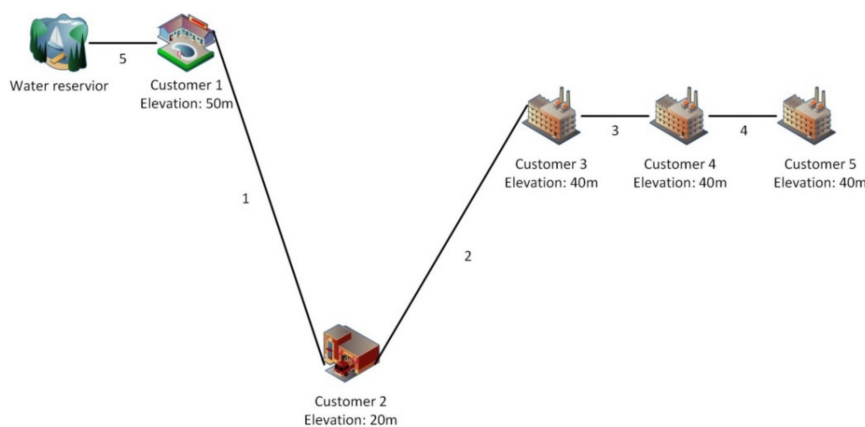 5
Water reservior
Customer 1
Elevation: 50m
3
4
Customer 3
Elevation: 40m
Customer 4
Elevation: 40m
Customer 5
Elevation: 40m
1
2
Customer 2
Elevation: 20m